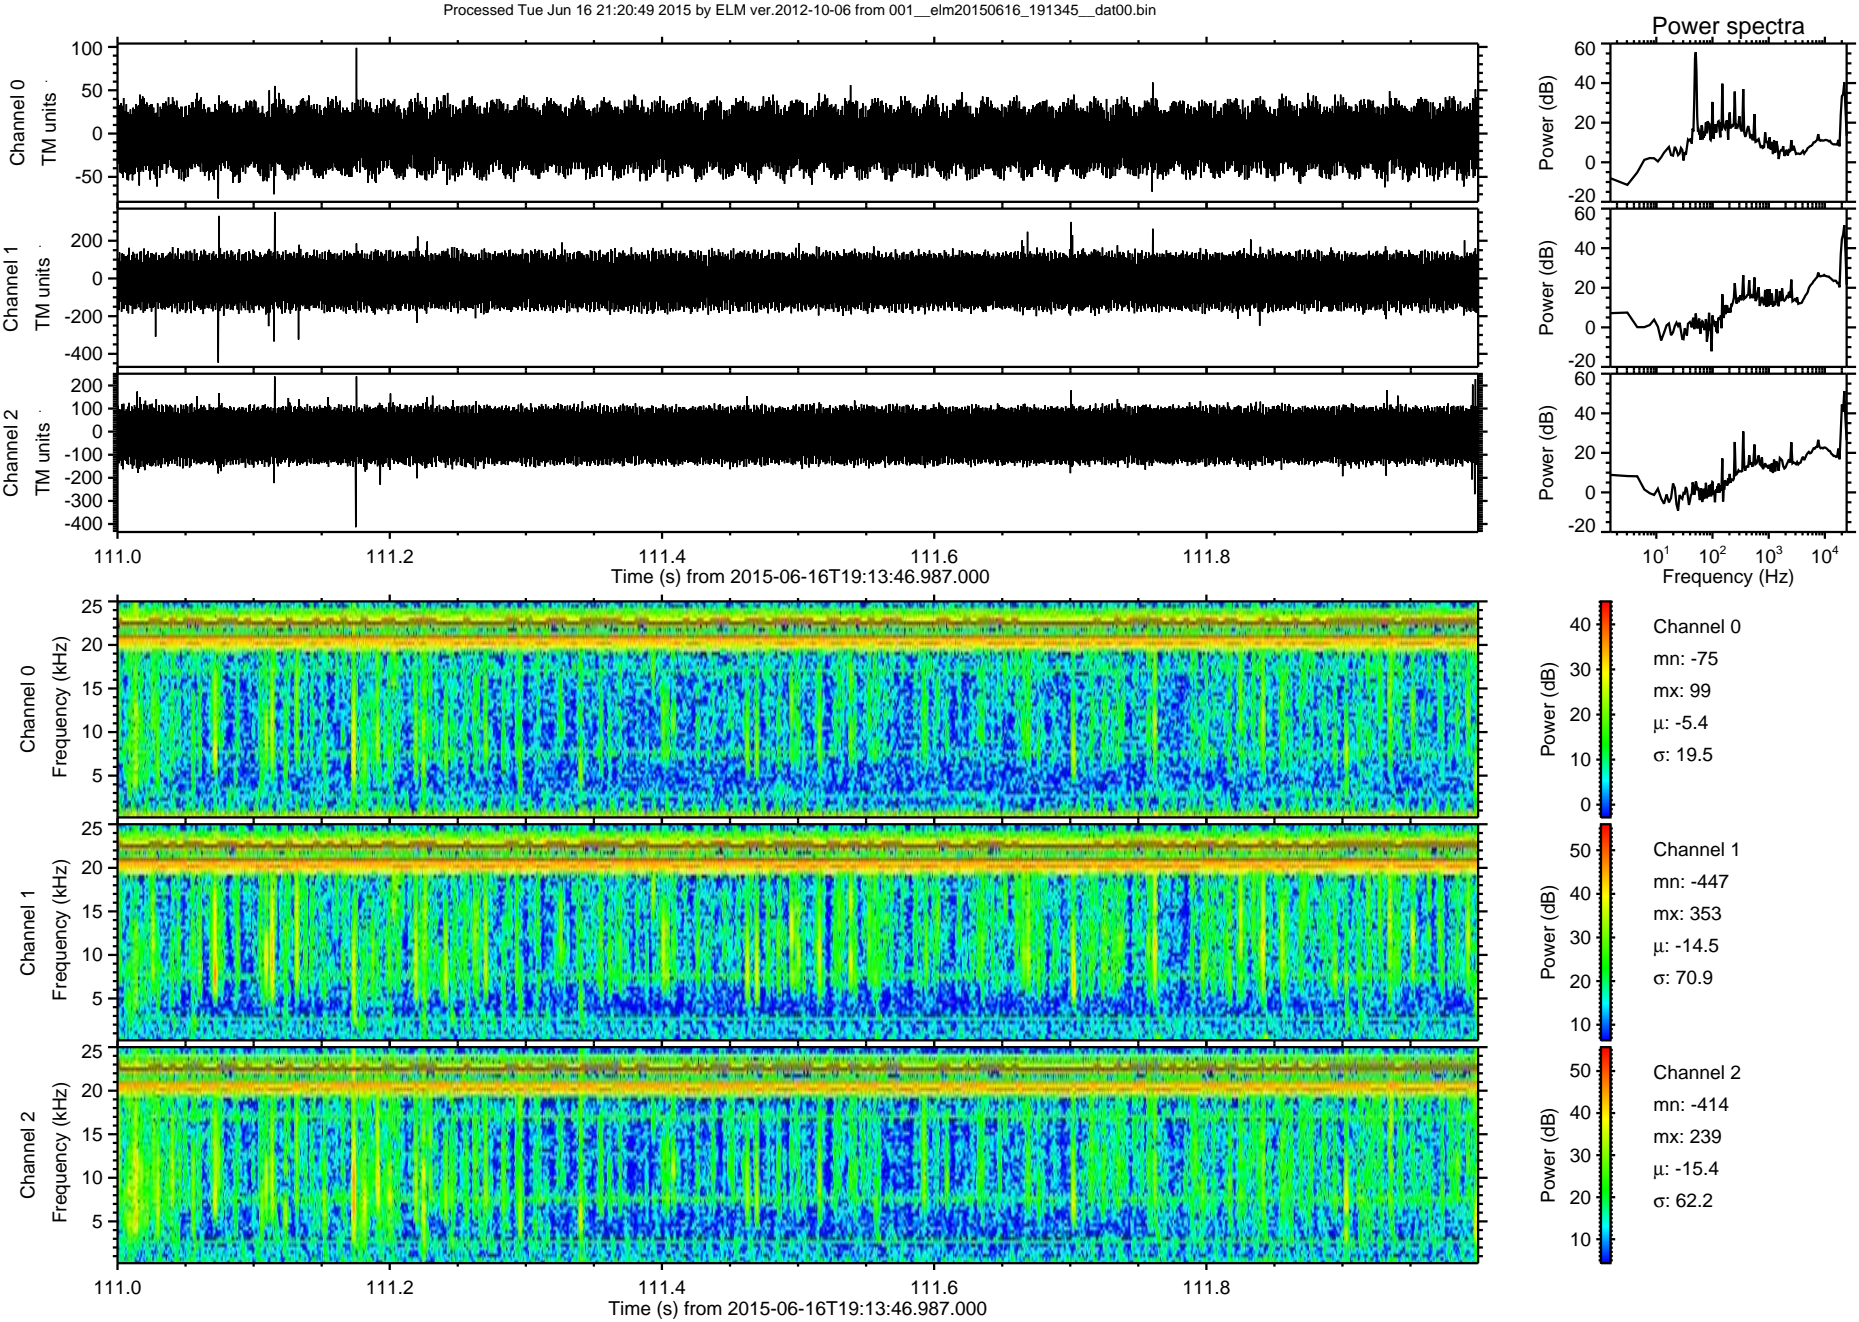 Processed Tue Jun 16 21:20:49 2015 by ELM ver.2012-10-06 from 001__elm20150616_191345__dat00.bin
Power spectra
Channel 0
TM units
100
50
0
-50
Power (dB)
60
40
20
0
-20
Channel 1
TM units
200
0
-200
-400
Power (dB)
60
40
20
0
-20
Channel 2
TM units
200
100
0
-100
-200
-300
-400
Power (dB)
60
40
20
0
-20
111.0 111.2 111.4 111.6 111.8
Time (s) from 2015-06-16T19:13:46.987.000
10¹ 10² 10³ 10⁴
Frequency (Hz)
Channel 0
Frequency (kHz)
25
20
15
10
5
Power (dB)
40
30
20
10
0
Channel 0
mn: -75
mx: 99
μ: -5.4
σ: 19.5
Channel 1
Frequency (kHz)
25
20
15
10
5
Power (dB)
50
40
30
20
10
Channel 1
mn: -447
mx: 353
μ: -14.5
σ: 70.9
Channel 2
Frequency (kHz)
25
20
15
10
5
Power (dB)
50
40
30
20
10
Channel 2
mn: -414
mx: 239
μ: -15.4
σ: 62.2
111.0 111.2 111.4 111.6 111.8
Time (s) from 2015-06-16T19:13:46.987.000